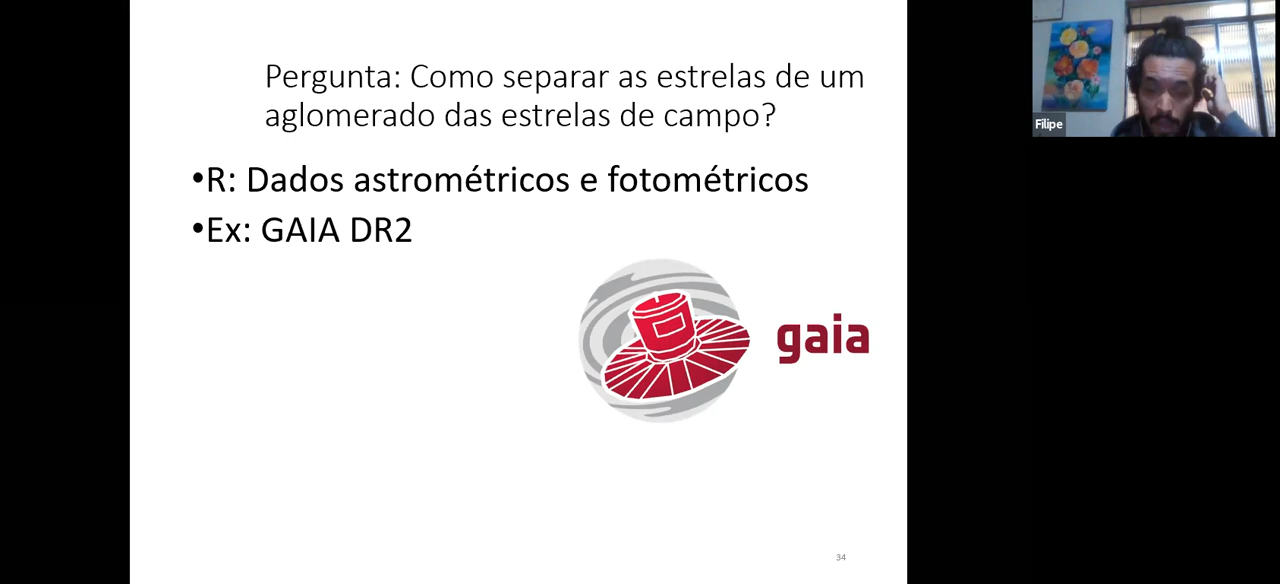 Pergunta: Como separar as estrelas de um
aglomerado das estrelas de campo?
•R: Dados astrométricos e fotométricos
•Ex: GAIA DR2
gaia
34
Filipe